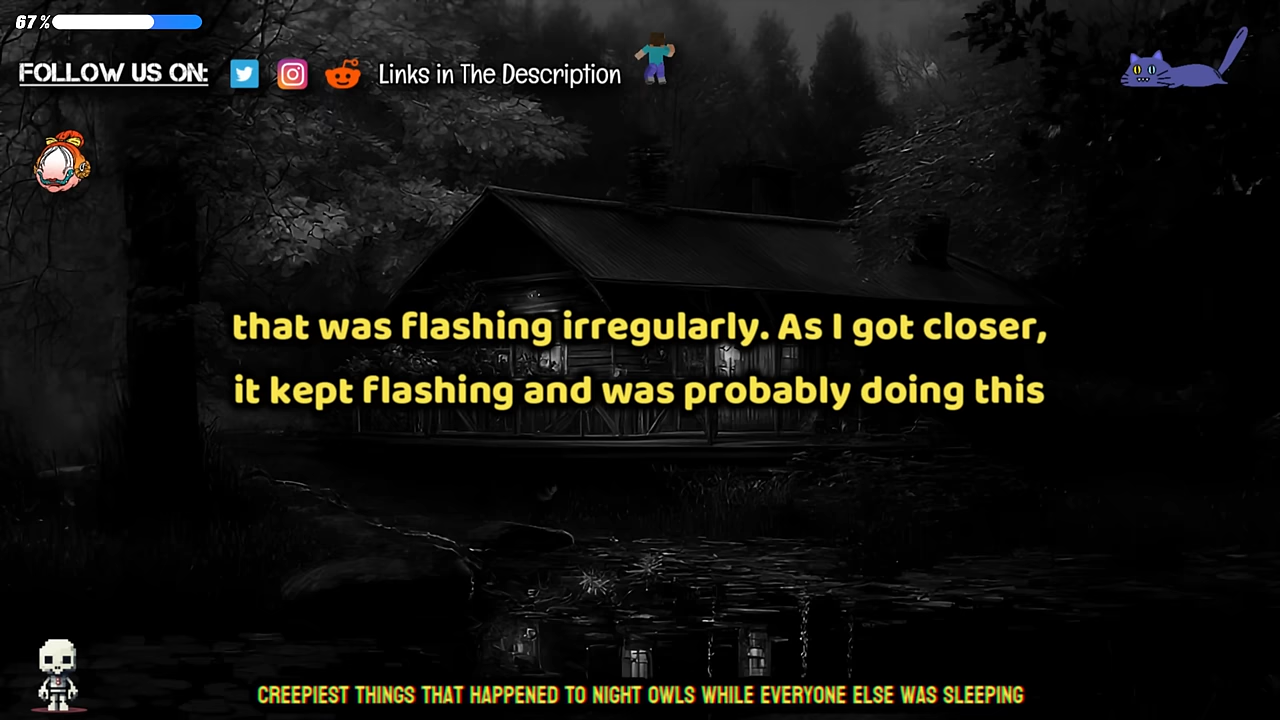 67%
FOLLOW US ON:
Links in The Description
that was flashing irregularly. As I got closer,
it kept flashing and was probably doing this
CREEPIEST THINGS THAT HAPPENED TO NIGHT OWLS WHILE EVERYONE ELSE WAS SLEEPING